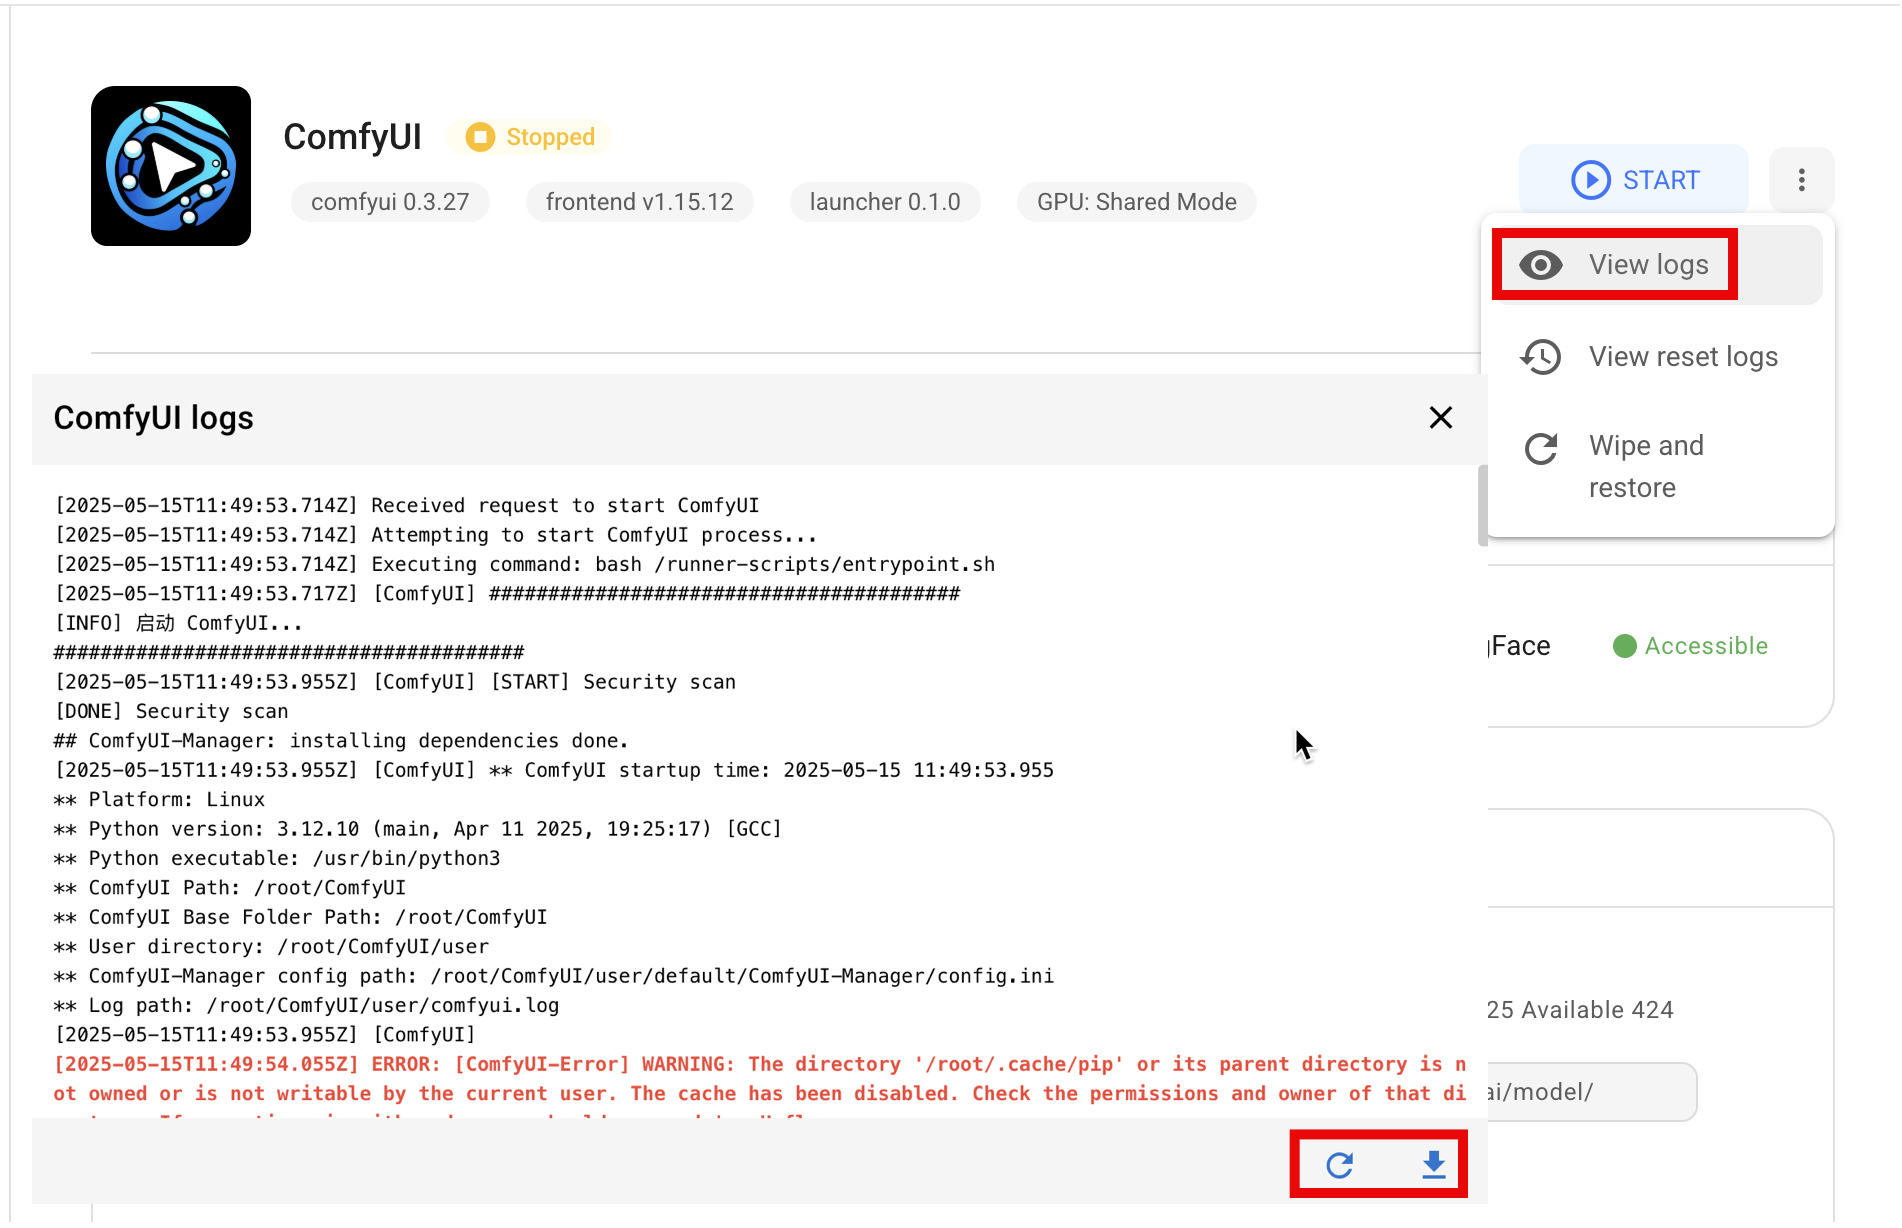 ComfyUI
Stopped
comfyui 0.3.27
frontend v1.15.12
launcher 0.1.0
GPU: Shared Mode
START
View logs
View reset logs
Wipe and
restore
ComfyUI logs
[2025-05-15T11:49:53.714Z] Received request to start ComfyUI
[2025-05-15T11:49:53.714Z] Attempting to start ComfyUI process...
[2025-05-15T11:49:53.714Z] Executing command: bash /runner-scripts/entrypoint.sh
[2025-05-15T11:49:53.717Z] [ComfyUI] ########################################
[INFO] 启动 ComfyUI...
########################################
[2025-05-15T11:49:53.955Z] [ComfyUI] [START] Security scan
[DONE] Security scan
## ComfyUI-Manager: installing dependencies done.
[2025-05-15T11:49:53.955Z] [ComfyUI] ** ComfyUI startup time: 2025-05-15 11:49:53.955
** Platform: Linux
** Python version: 3.12.10 (main, Apr 11 2025, 19:25:17) [GCC]
** Python executable: /usr/bin/python3
** ComfyUI Path: /root/ComfyUI
** ComfyUI Base Folder Path: /root/ComfyUI
** User directory: /root/ComfyUI/user
** ComfyUI-Manager config path: /root/ComfyUI/user/default/ComfyUI-Manager/config.ini
** Log path: /root/ComfyUI/user/comfyui.log
[2025-05-15T11:49:53.955Z] [ComfyUI]
[2025-05-15T11:49:54.055Z] ERROR: [ComfyUI-Error] WARNING: The directory '/root/.cache/pip' or its parent directory is n
ot owned or is not writable by the current user. The cache has been disabled. Check the permissions and owner of that di
gFace
Accessible
25 Available 424
ai/model/